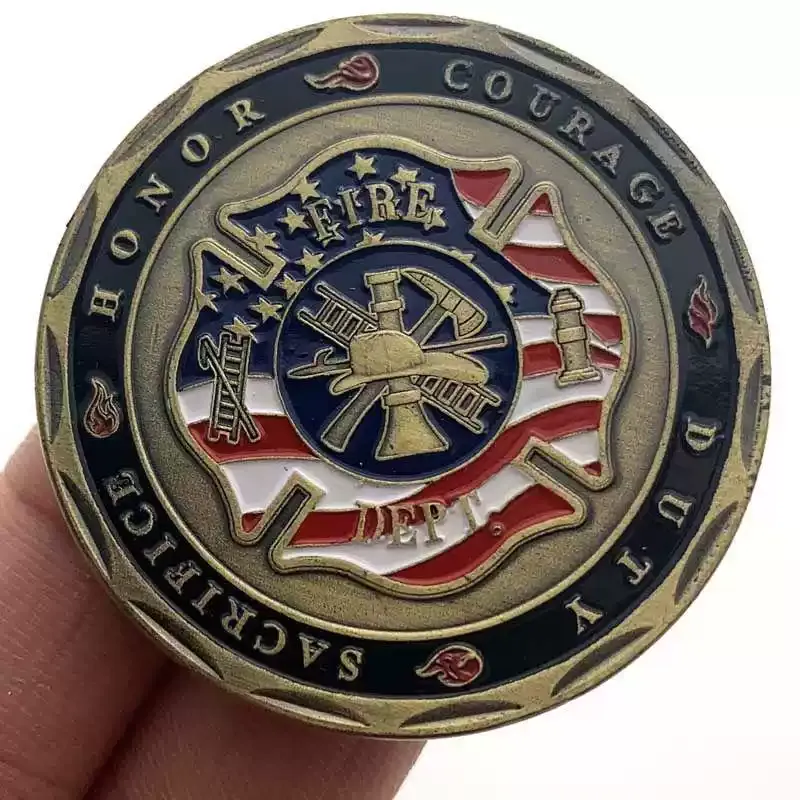 HONOR
COURAGE
DUTY
SACRIFICE
FIRE
DEPT.